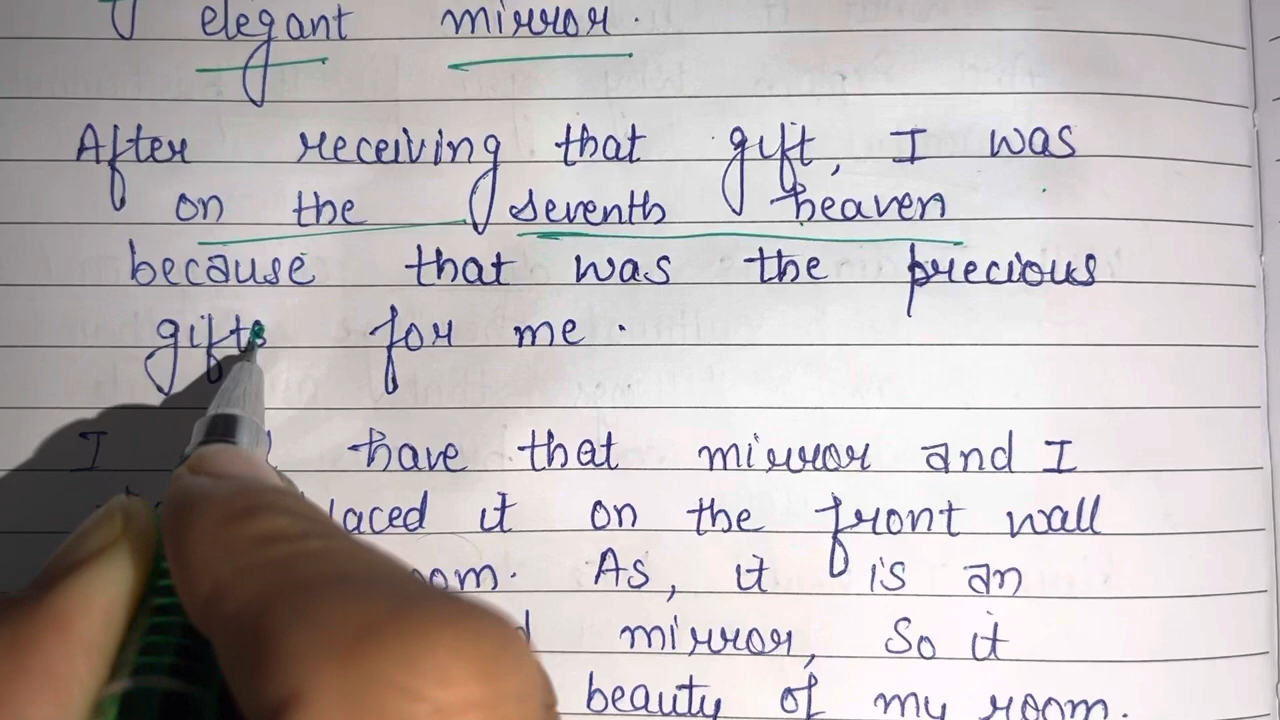 elegant mirror.
After receiving that gift, I was
on the seventh heaven
because that was the precious
gifts for me.
I have that mirror and I
it on the front wall
As, it is an
mirror, So it
beauty of my room.